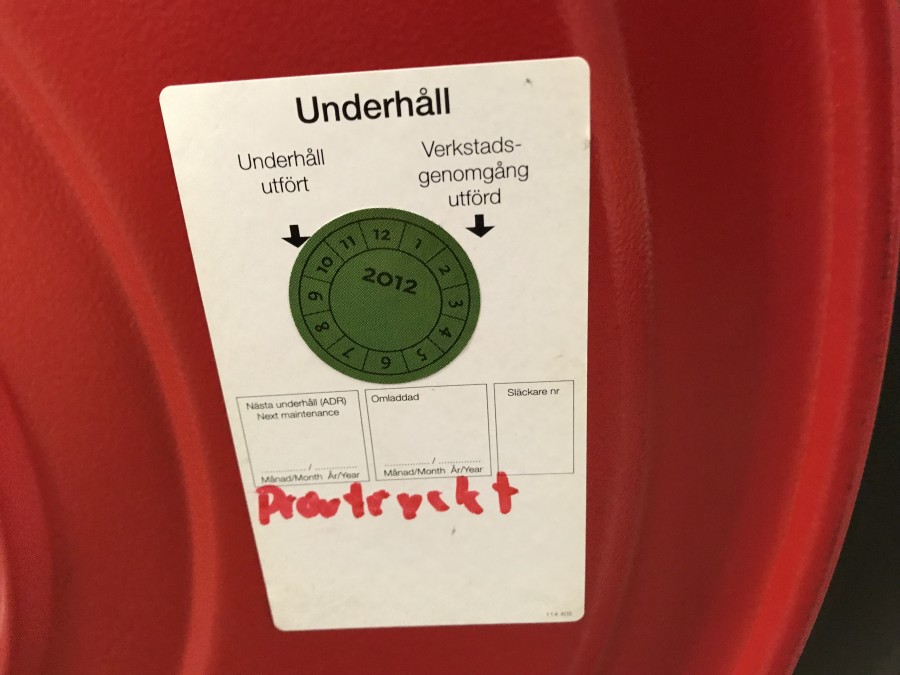 Underhåll
Underhåll
utfört
Verkstads-
genomgång
utförd
12
1
2
3
4
5
6
7
8
9
10
11
2012
Nästa underhåll (ADR)
Next maintenance
........... / ...........
Månad/Month År/Year
Omladdad
........... / ...........
Månad/Month År/Year
Släckare nr
Provtryckt